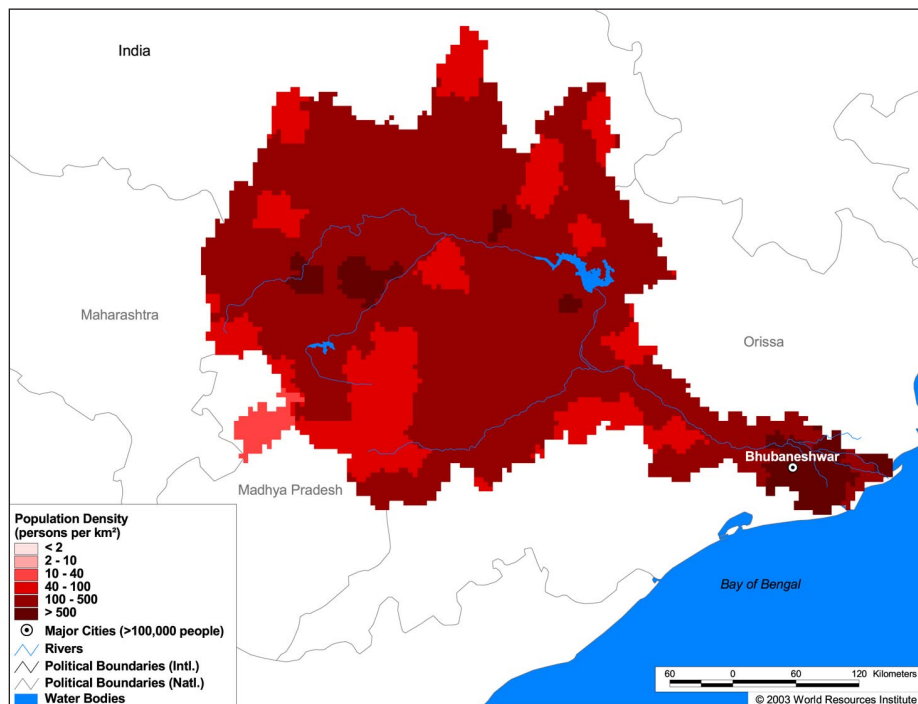 India
Maharashtra
Orissa
Bhubaneshwar
Madhya Pradesh
Bay of Bengal
Population Density
(persons per km²)
< 2
2 - 10
10 - 40
40 - 100
100 - 500
> 500
Major Cities (>100,000 people)
Rivers
Political Boundaries (Intl.)
Political Boundaries (Natl.)
Water Bodies
60 0 60 120 Kilometers
© 2003 World Resources Institute